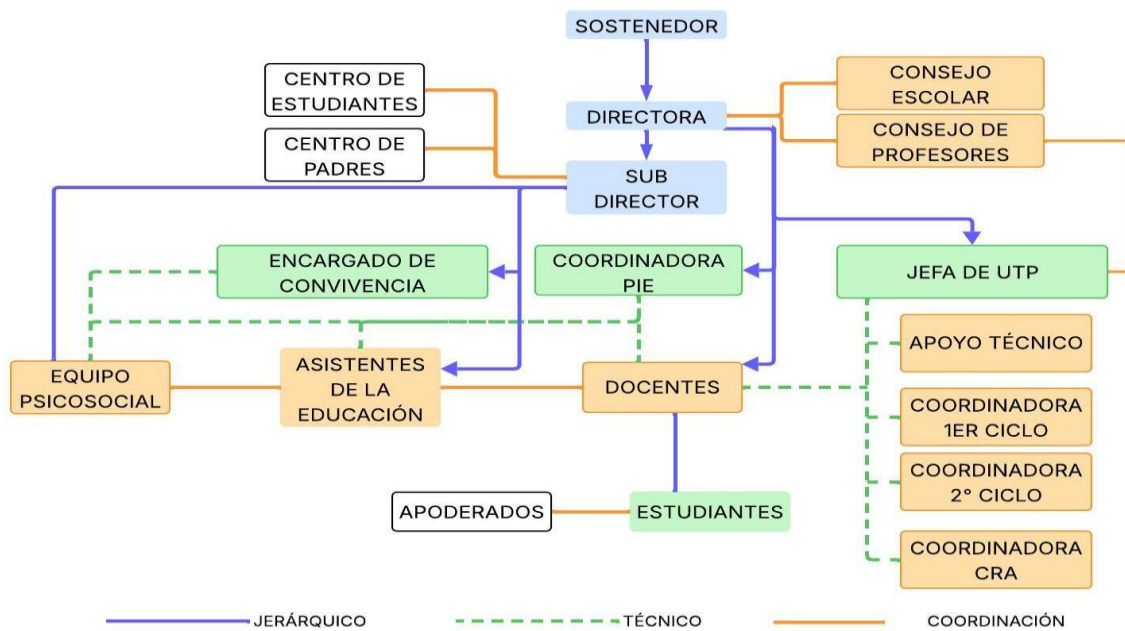 SOSTENEDOR
CENTRO DE
ESTUDIANTES
CONSEJO
ESCOLAR
DIRECTORA
CENTRO DE
PADRES
CONSEJO DE
PROFESORES
SUB
DIRECTOR
ENCARGADO DE
CONVIVENCIA
COORDINADORA
PIE
JEFA DE UTP
EQUIPO
PSICOSOCIAL
ASISTENTES
DE LA
EDUCACIÓN
DOCENTES
APOYO TÉCNICO
COORDINADORA
1ER CICLO
COORDINADORA
2° CICLO
APODERADOS
ESTUDIANTES
COORDINADORA
CRA
JERÁRQUICO
TÉCNICO
COORDINACIÓN